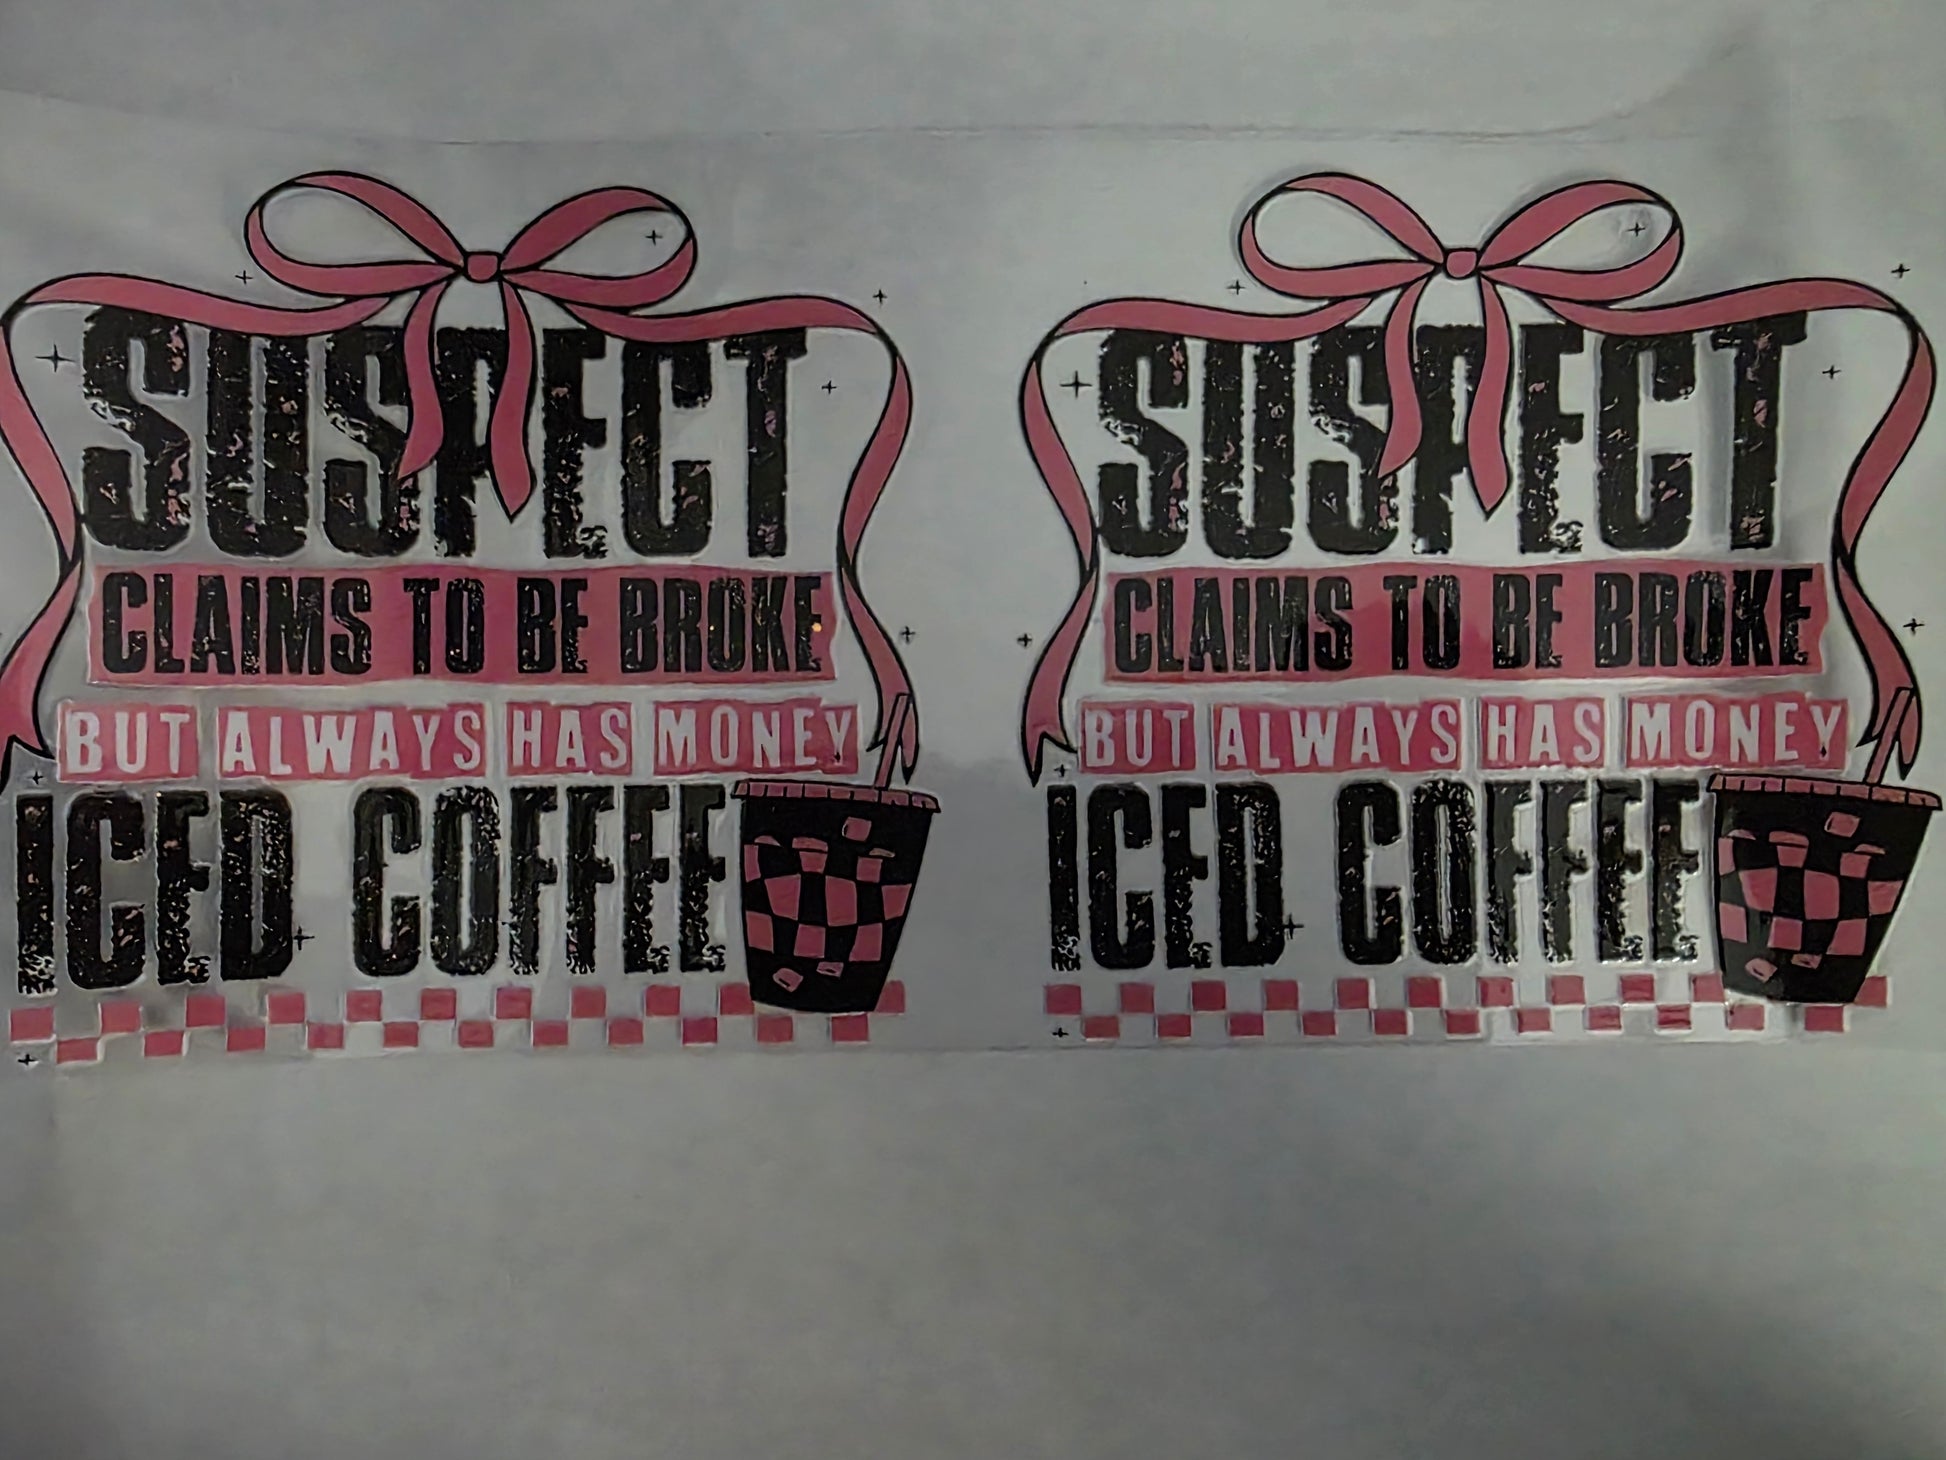 SUSPECT
CLAIMS TO BE BROKE
BUT ALWAYS HAS MONEY
ICED COFFEE
SUSPECT
CLAIMS TO BE BROKE
BUT ALWAYS HAS MONEY
ICED COFFEE